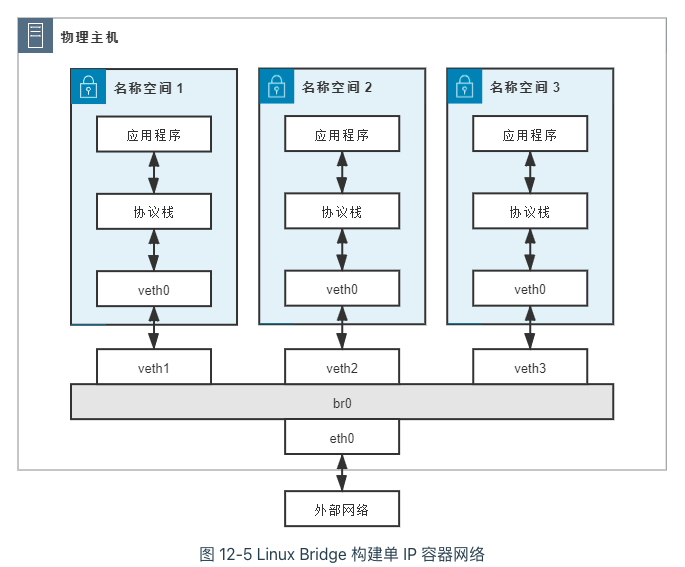 物理主机
名称空间 1
名称空间 2
名称空间 3
应用程序
应用程序
应用程序
协议栈
协议栈
协议栈
veth0
veth0
veth0
veth1
veth2
veth3
br0
eth0
外部网络
图 12-5 Linux Bridge 构建单 IP 容器网络